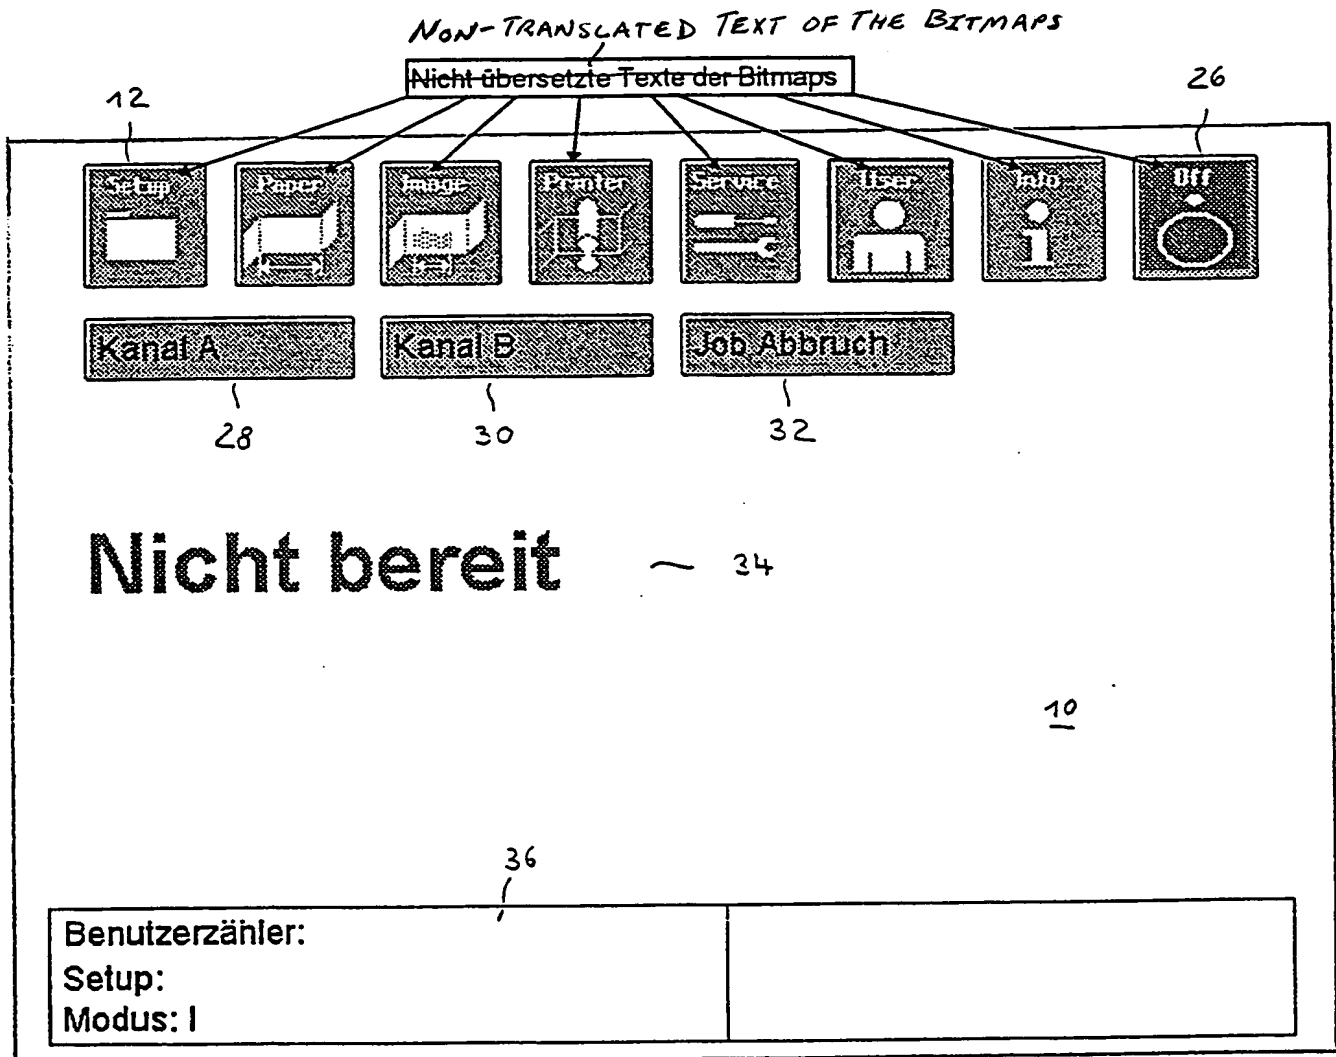 NON-TRANSLATED TEXT OF THE BITMAPS
Nicht übersetzte Texte der Bitmaps
12
26
Setup Paper Image Printer Service User Info Off
Kanal A Kanal B Job Abbruch
28 30 32
Nicht bereit 34
10
36
Benutzerzähler:
Setup:
Modus: I